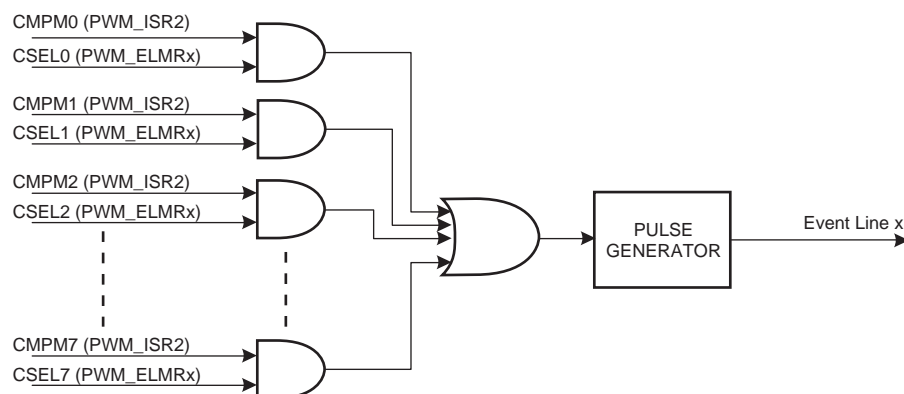 CMPM0 (PWM_ISR2)
CSEL0 (PWM_ELMRx)
CMPM1 (PWM_ISR2)
CSEL1 (PWM_ELMRx)
CMPM2 (PWM_ISR2)
CSEL2 (PWM_ELMRx)
CMPM7 (PWM_ISR2)
CSEL7 (PWM_ELMRx)
PULSE
GENERATOR
Event Line x